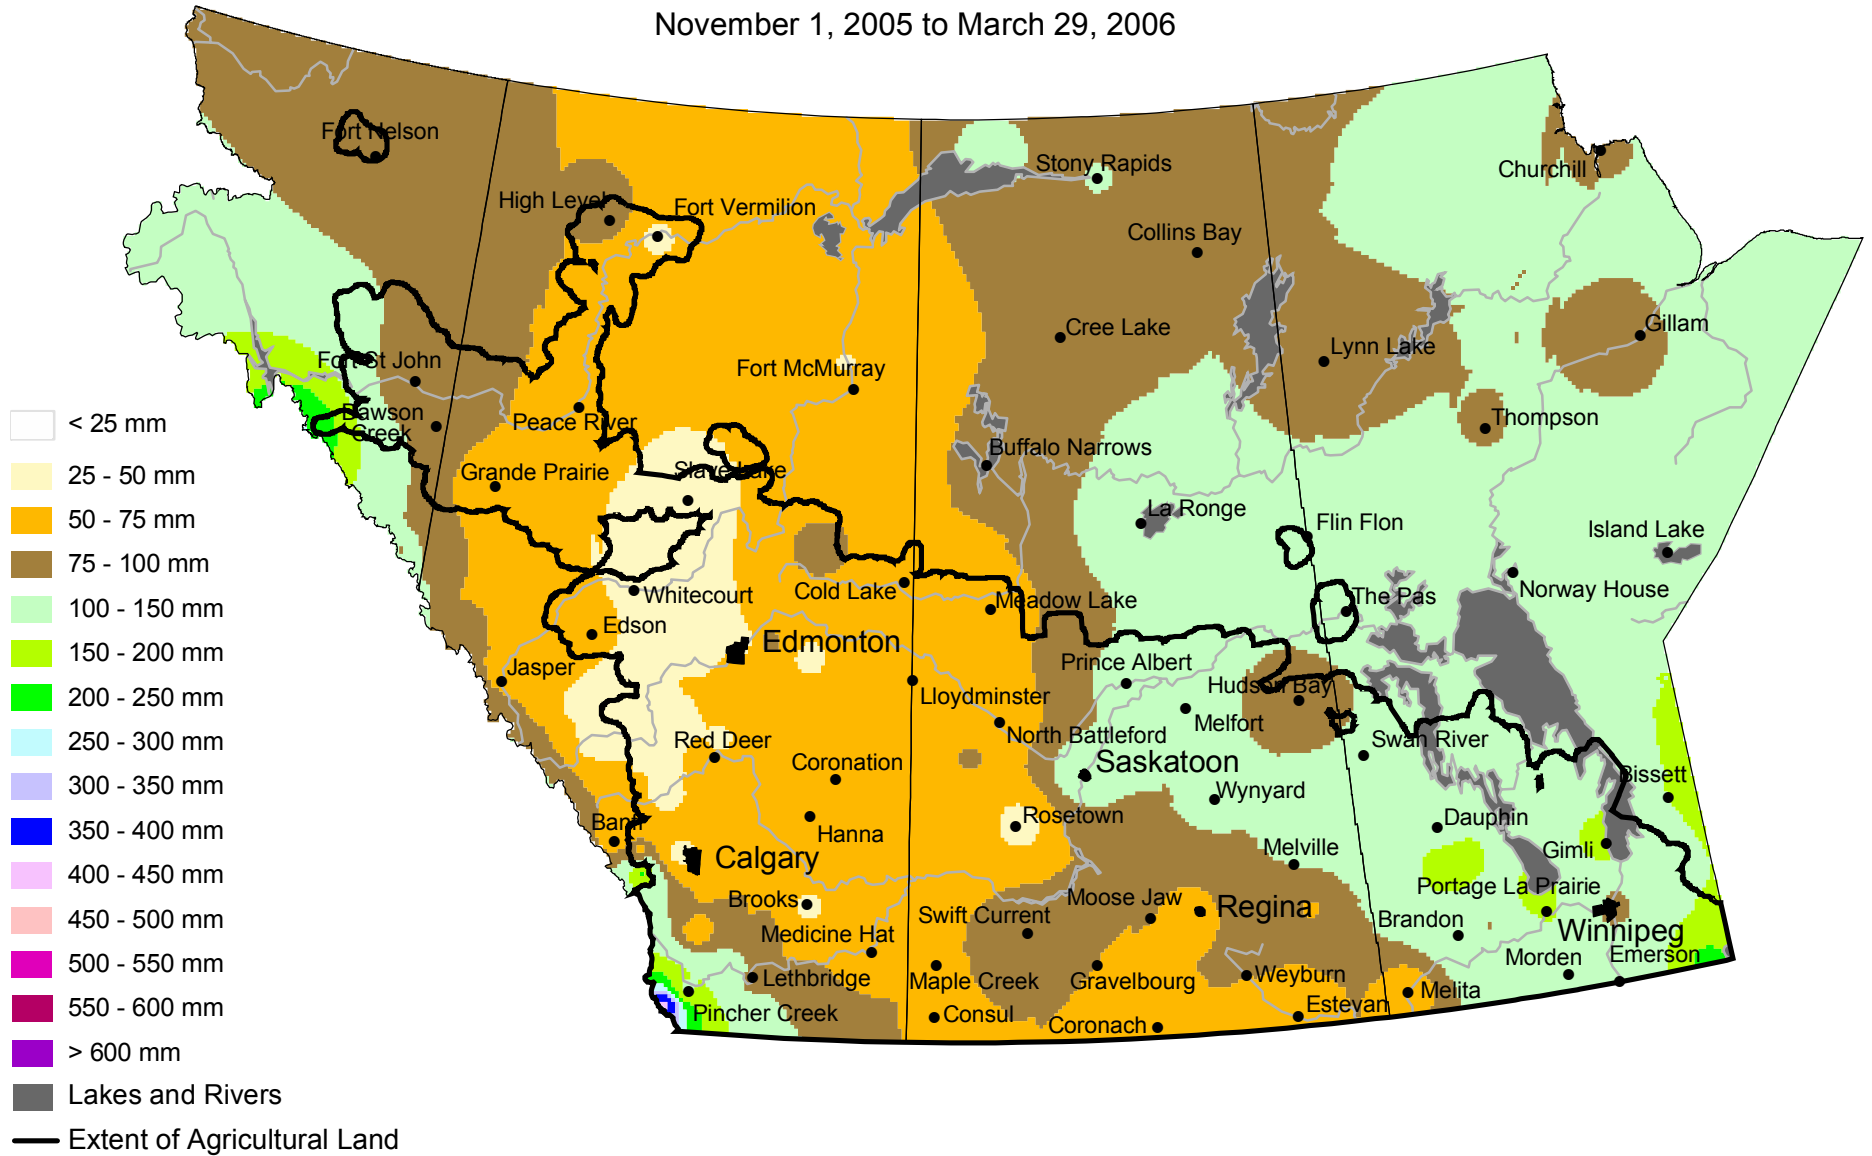 November 1, 2005 to March 29, 2006
Fort Nelson
Churchill
Stony Rapids
High Level
Fort Vermilion
Collins Bay
Gillam
Cree Lake
Lynn Lake
Fort St John
Fort McMurray
Dawson
Creek
Peace River
Thompson
Buffalo Narrows
Grande Prairie
Slave Lake
La Ronge
Flin Flon
Island Lake
Whitecourt
Cold Lake
Meadow Lake
The Pas
Norway House
Edson
Edmonton
Jasper
Prince Albert
Hudson Bay
Lloydminster
Melfort
North Battleford
Red Deer
Coronation
Saskatoon
Swan River
Bissett
Wynyard
Banff
Hanna
Rosetown
Dauphin
Calgary
Melville
Gimli
Brooks
Swift Current
Moose Jaw
Regina
Portage La Prairie
Brandon
Winnipeg
Medicine Hat
Lethbridge
Maple Creek
Gravelbourg
Weyburn
Morden
Emerson
Pincher Creek
Consul
Coronach
Estevan
Melita
< 25 mm
25 - 50 mm
50 - 75 mm
75 - 100 mm
100 - 150 mm
150 - 200 mm
200 - 250 mm
250 - 300 mm
300 - 350 mm
350 - 400 mm
400 - 450 mm
450 - 500 mm
500 - 550 mm
550 - 600 mm
> 600 mm
Lakes and Rivers
Extent of Agricultural Land